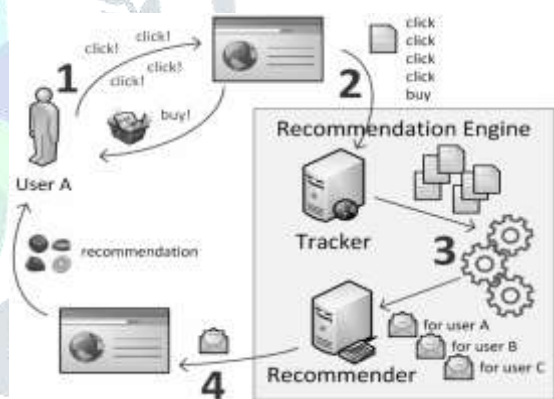 click!
click!
click!
click!
click!
1
buy!
User A
2
click
click
click
click
buy
Recommendation Engine
Tracker
3
Recommender
for user A
for user B
for user C
4
recommendation